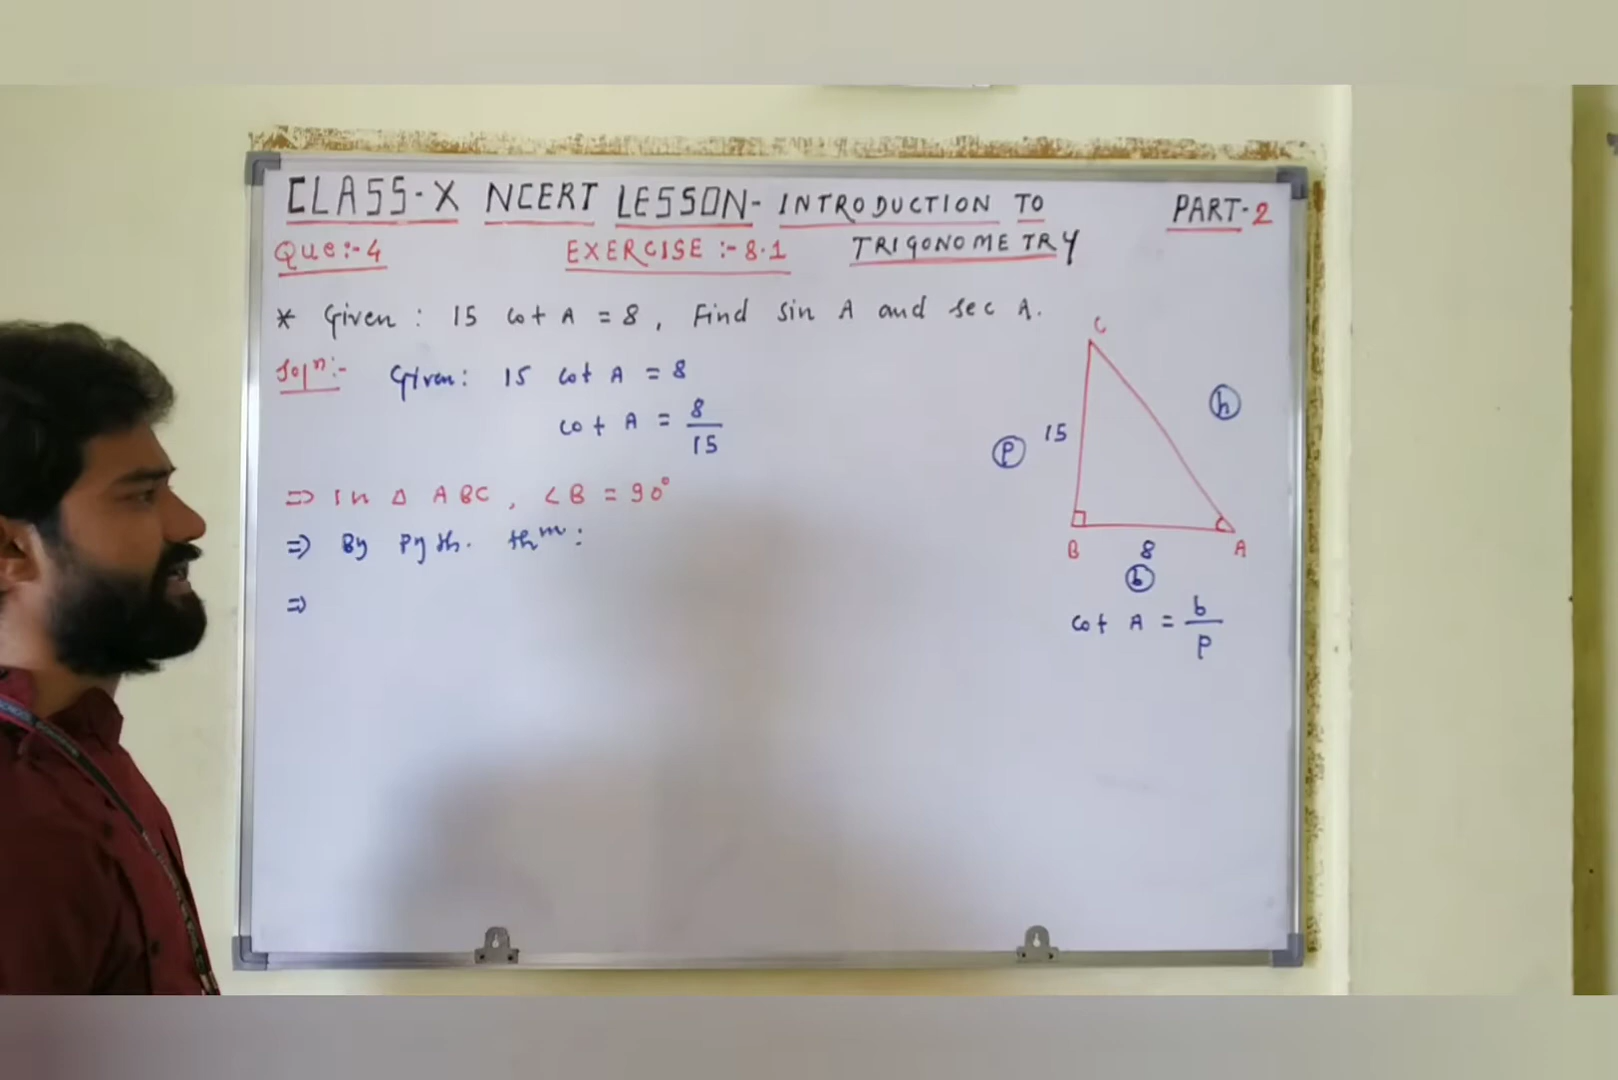 CLASS-X NCERT LESSON- INTRODUCTION TO TRIGONOMETRY PART-2
Que:-4 EXERCISE :- 8.1
* Given : 15 cot A = 8, Find sin A and sec A.
Solⁿ:- Given: 15 cot A = 8
cot A = 8/15
=> In Δ ABC, ∠B = 90°
=> By Pyth. thᵐ:
=>
C
h
15
P
B 8 A
b
cot A = b/P